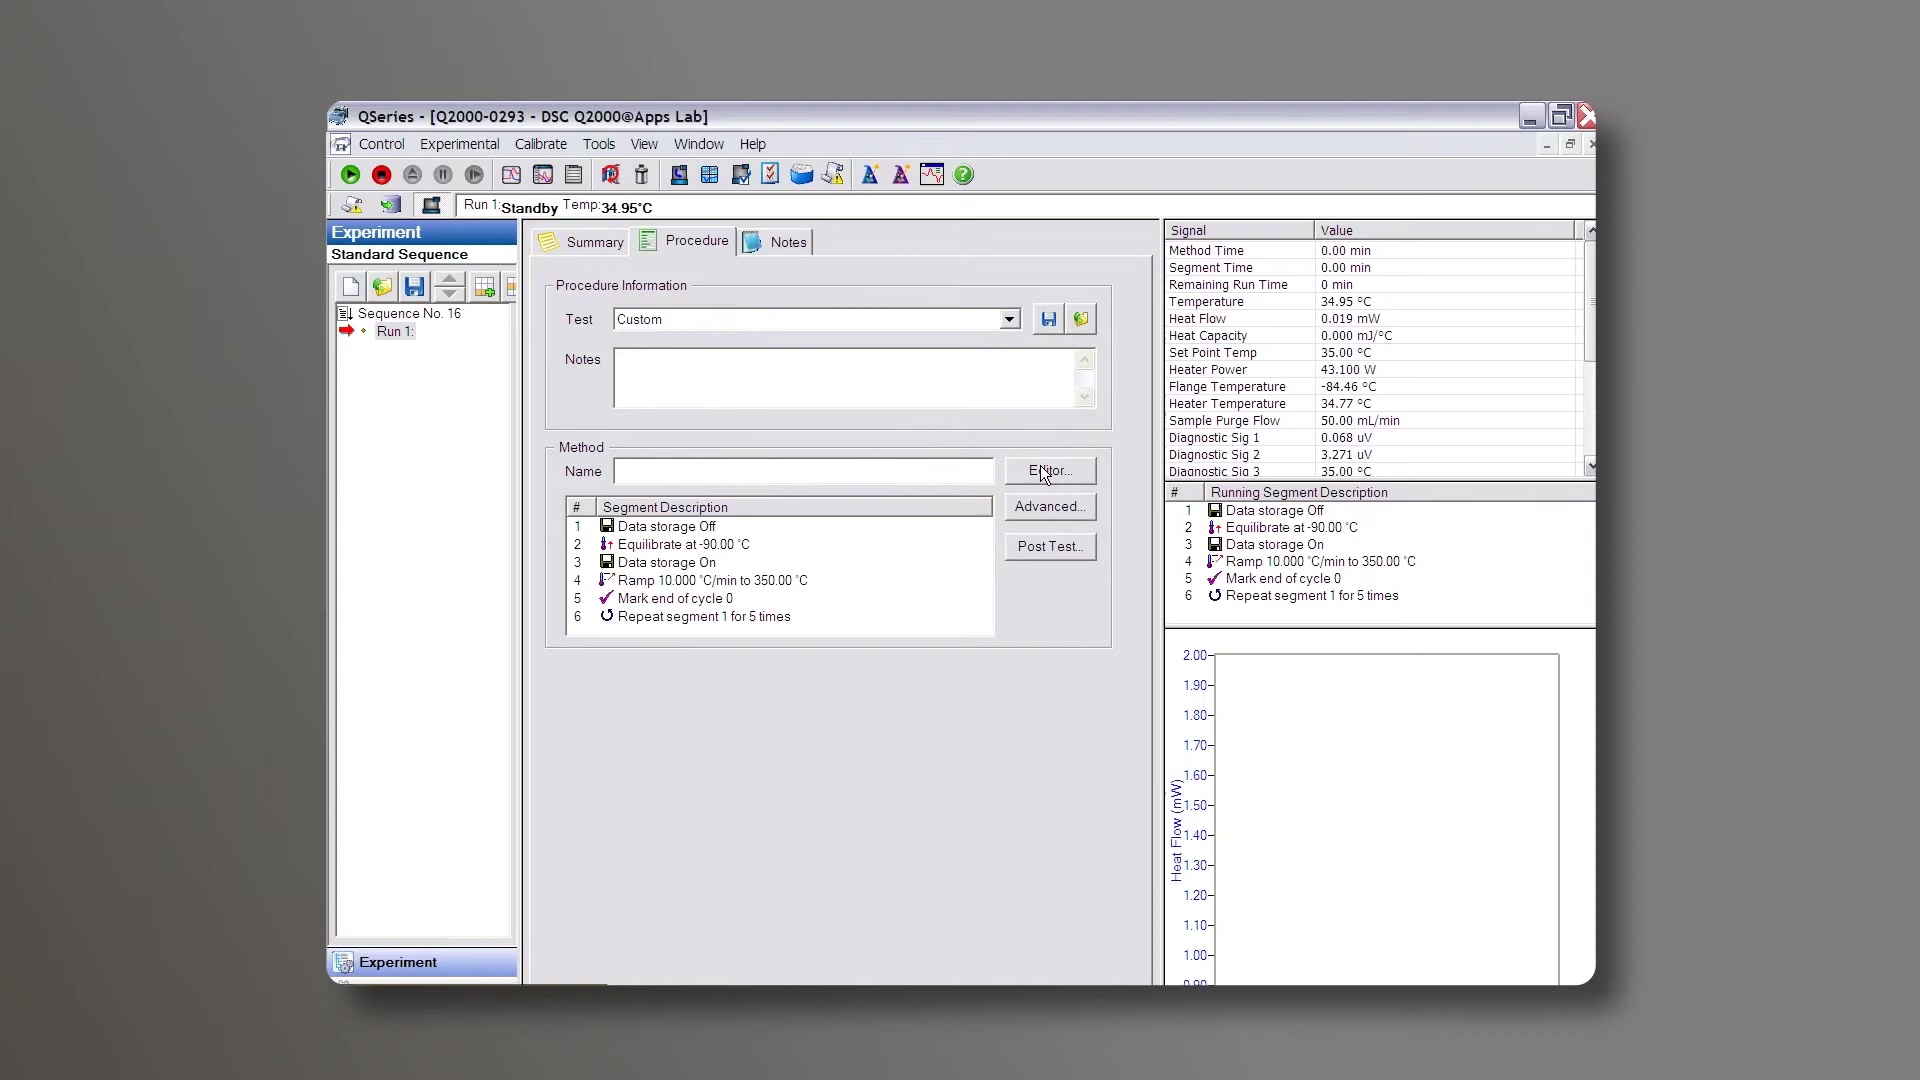 QSeries - [Q2000-0293 - DSC Q2000@Apps Lab]
Control Experimental Calibrate Tools View Window Help
Run 1: Standby Temp: 34.95°C
Experiment
Standard Sequence
Sequence No. 16
Run 1:
Experiment
Summary Procedure Notes
Procedure Information
Test Custom
Notes
Method
Name Editor...
# Segment Description
Advanced...
1 Data storage Off
2 Equilibrate at -90.00 °C
Post Test...
3 Data storage On
4 Ramp 10.000 °C/min to 350.00 °C
5 Mark end of cycle 0
6 Repeat segment 1 for 5 times
Signal Value
Method Time 0.00 min
Segment Time 0.00 min
Remaining Run Time 0 min
Temperature 34.95 °C
Heat Flow 0.019 mW
Heat Capacity 0.000 mJ/°C
Set Point Temp 35.00 °C
Heater Power 43.100 W
Flange Temperature -84.46 °C
Heater Temperature 34.77 °C
Sample Purge Flow 50.00 mL/min
Diagnostic Sig 1 0.068 uV
Diagnostic Sig 2 3.271 uV
Diagnostic Sig 3 35.00 °C
# Running Segment Description
1 Data storage Off
2 Equilibrate at -90.00 °C
3 Data storage On
4 Ramp 10.000 °C/min to 350.00 °C
5 Mark end of cycle 0
6 Repeat segment 1 for 5 times
Heat Flow (mW)
2.00
1.90
1.80
1.70
1.60
1.50
1.40
1.30
1.20
1.10
1.00
0.90